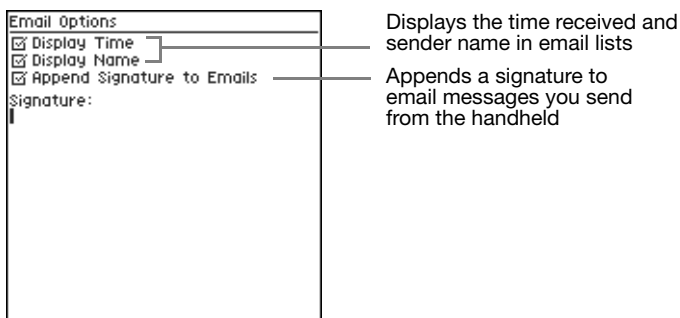 Email Options
Display Time
Display Name
Append Signature to Emails
Signature:
Displays the time received and
sender name in email lists
Appends a signature to
email messages you send
from the handheld